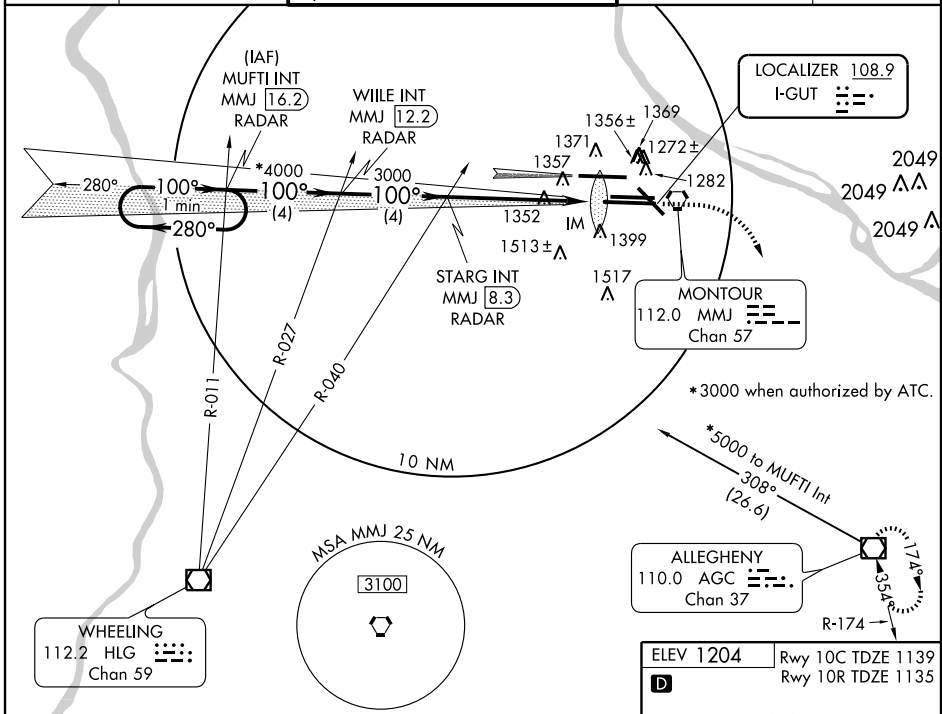 (IAF)
MUFTI INT
MMJ 16.2
RADAR
WIILE INT
MMJ 12.2
RADAR
LOCALIZER 108.9
I-GUT
1356± 1369
1371
1272±
1357
1282
2049
2049
2049
*4000
3000
280°
100°
100°
100°
1 min
(4)
(4)
280°
1352
IM
1399
1513±
1517
STARG INT
MMJ 8.3
RADAR
MONTOUR
112.0 MMJ
Chan 57
R-011
R-027
R-040
*3000 when authorized by ATC.
10 NM
*5000 to MUFTI Int
308°
(26.6)
MSA MMJ 25 NM
3100
ALLEGHENY
110.0 AGC
Chan 37
174°
354°
R-174
WHEELING
112.2 HLG
Chan 59
ELEV 1204
D
Rwy 10C TDZE 1139
Rwy 10R TDZE 1135